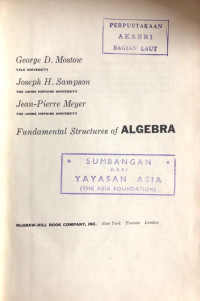 PERPUSTAKAAN
AKABRI
BAGIAN LAUT
George D. Mostow
YALE UNIVERSITY
Joseph H. Sampson
THE JOHNS HOPKINS UNIVERSITY
Jean-Pierre Meyer
THE JOHNS HOPKINS UNIVERSITY
Fundamental Structures of ALGEBRA
SUMBANGAN
DARI
YAYASAN ASIA
(THE ASIA FOUNDATION)
McGRAW-HILL BOOK COMPANY, INC. New York Toronto London